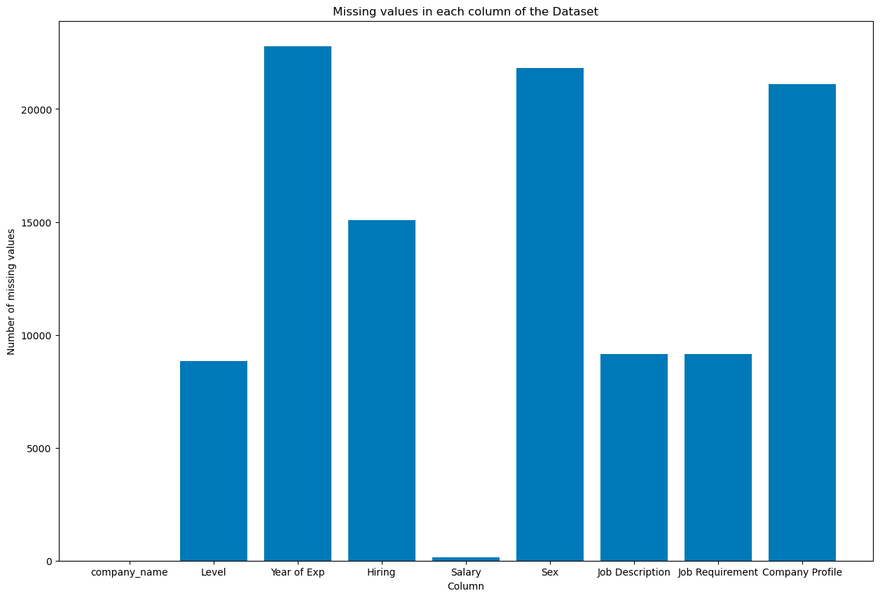 Missing values in each column of the Dataset
Number of missing values
20000
15000
10000
5000
0
company_name Level Year of Exp Hiring Salary Sex Job Description Job Requirement Company Profile
Column